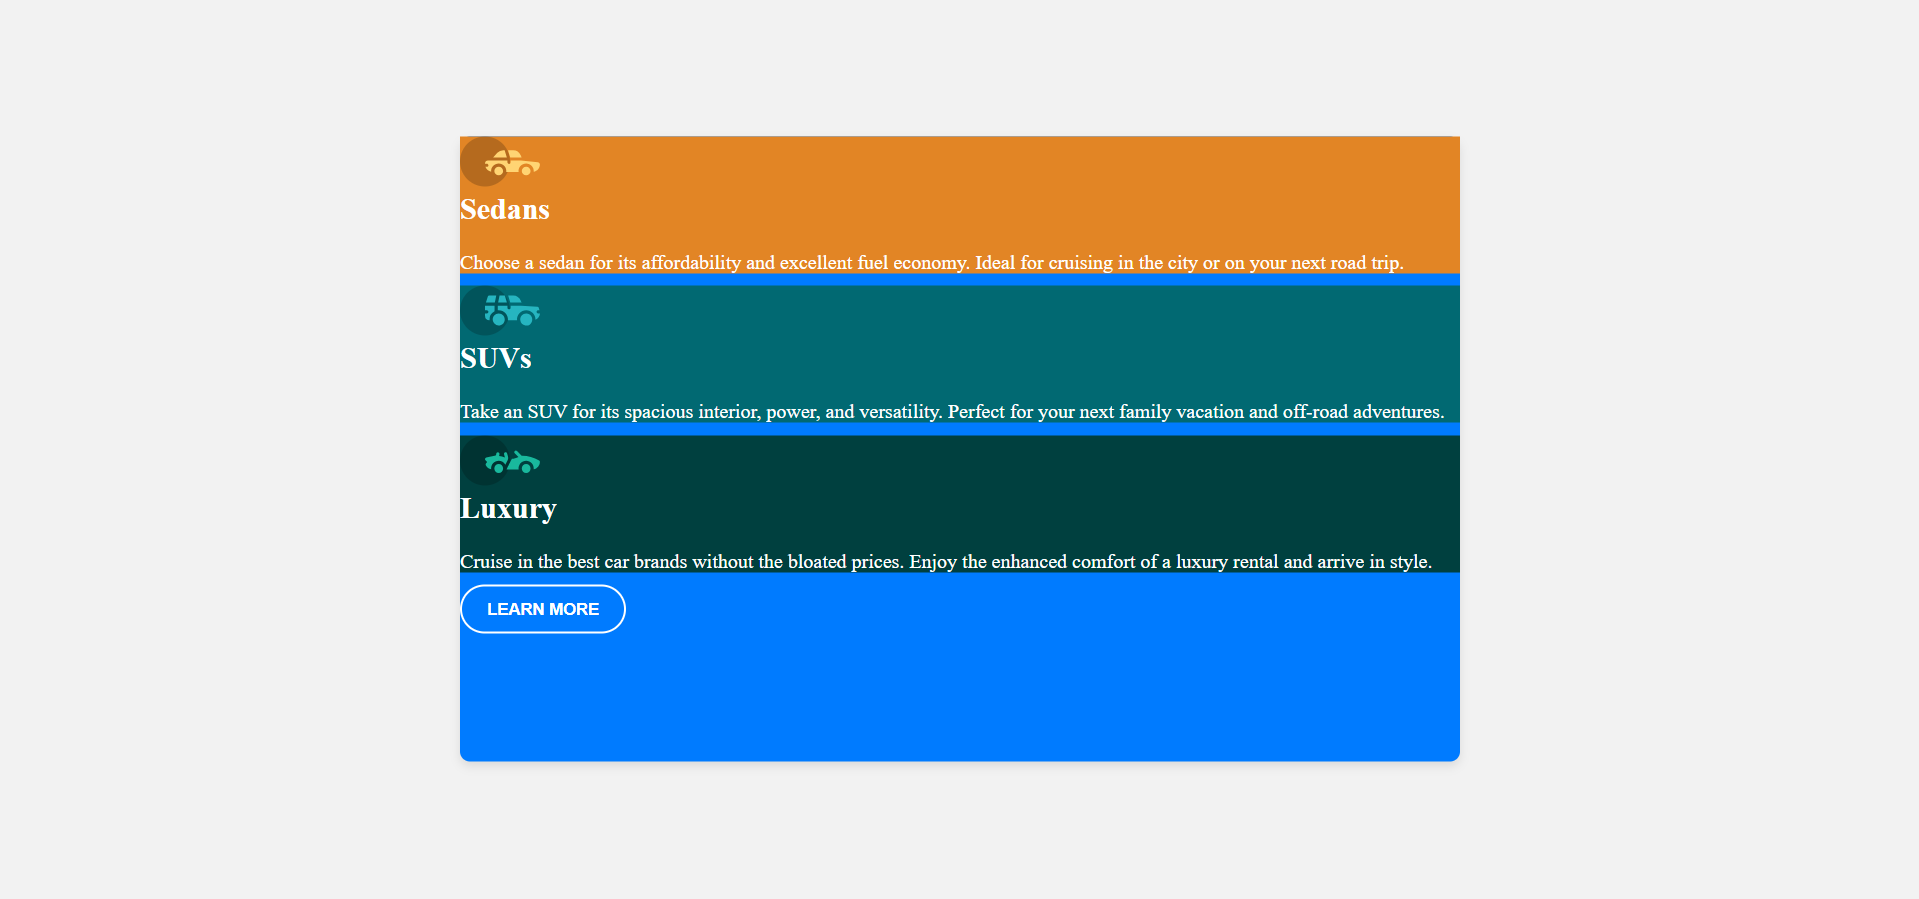 Sedans
Choose a sedan for its affordability and excellent fuel economy. Ideal for cruising in the city or on your next road trip.
SUVs
Take an SUV for its spacious interior, power, and versatility. Perfect for your next family vacation and off-road adventures.
Luxury
Cruise in the best car brands without the bloated prices. Enjoy the enhanced comfort of a luxury rental and arrive in style.
LEARN MORE